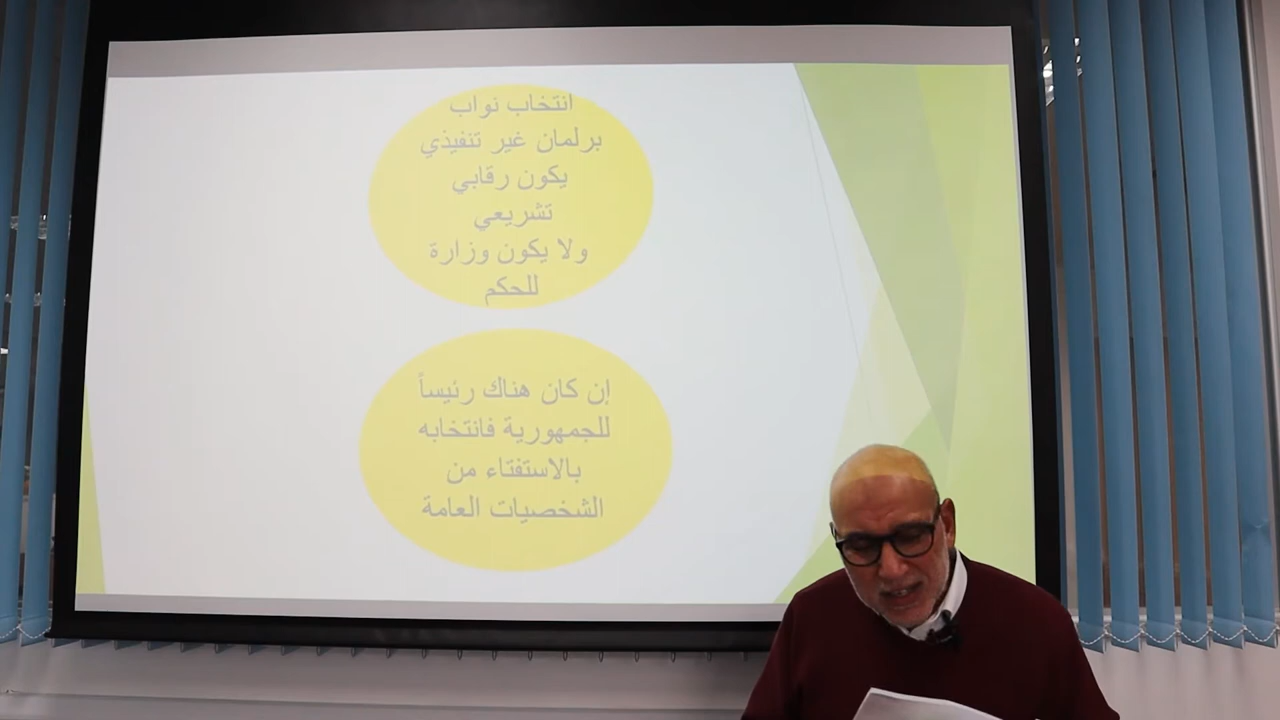 انتخاب نواب
برلمان غير تنفيذي
يكون رقابي
تشريعي
ولا يكون وزارة
للحكم
إن كان هناك رئيساً
للجمهورية فانتخابه
بالاستفتاء من
الشخصيات العامة